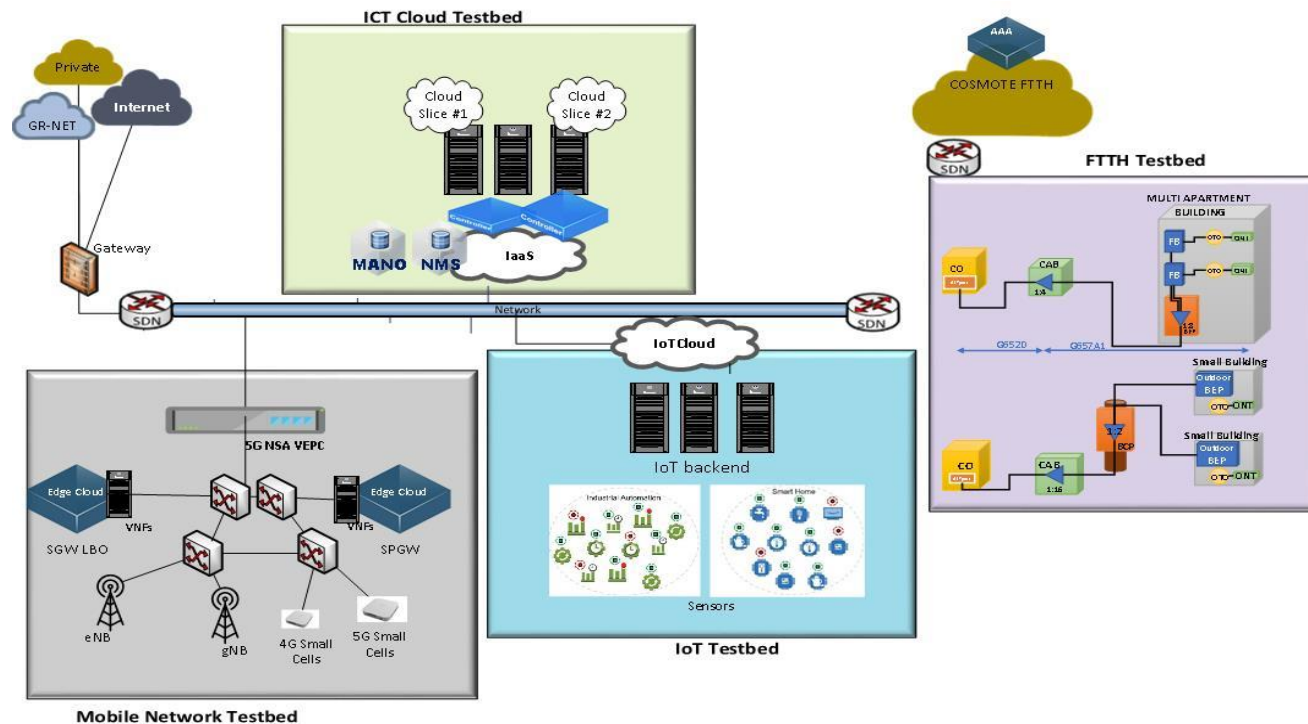 ICT Cloud Testbed
Private
Internet
GR-NET
Gateway
Cloud
Slice #1
Cloud
Slice #2
Controller
Controller
MANO
NMS
IaaS
SDN
Network
SDN
AAA
COSMOTE FTTH
SDN
FTTH Testbed
MULTI APARTMENT
BUILDING
FB
OTO
FB
OTO
CO
CAB
1:4
1:8
G652D
G657A1
Small Building
Outdoor
BEP
OTO
ONT
BCP
Small Building
Outdoor
BEP
OTO
ONT
CO
CAB
1:16
IoTCloud
IoT backend
Industrial Automation
Smart Home
Sensors
IoT Testbed
5G NSA VEPC
Edge Cloud
VNFs
SGW LBO
Edge Cloud
VNFs
SPGW
eNB
gNB
4G Small
Cells
5G Small
Cells
Mobile Network Testbed